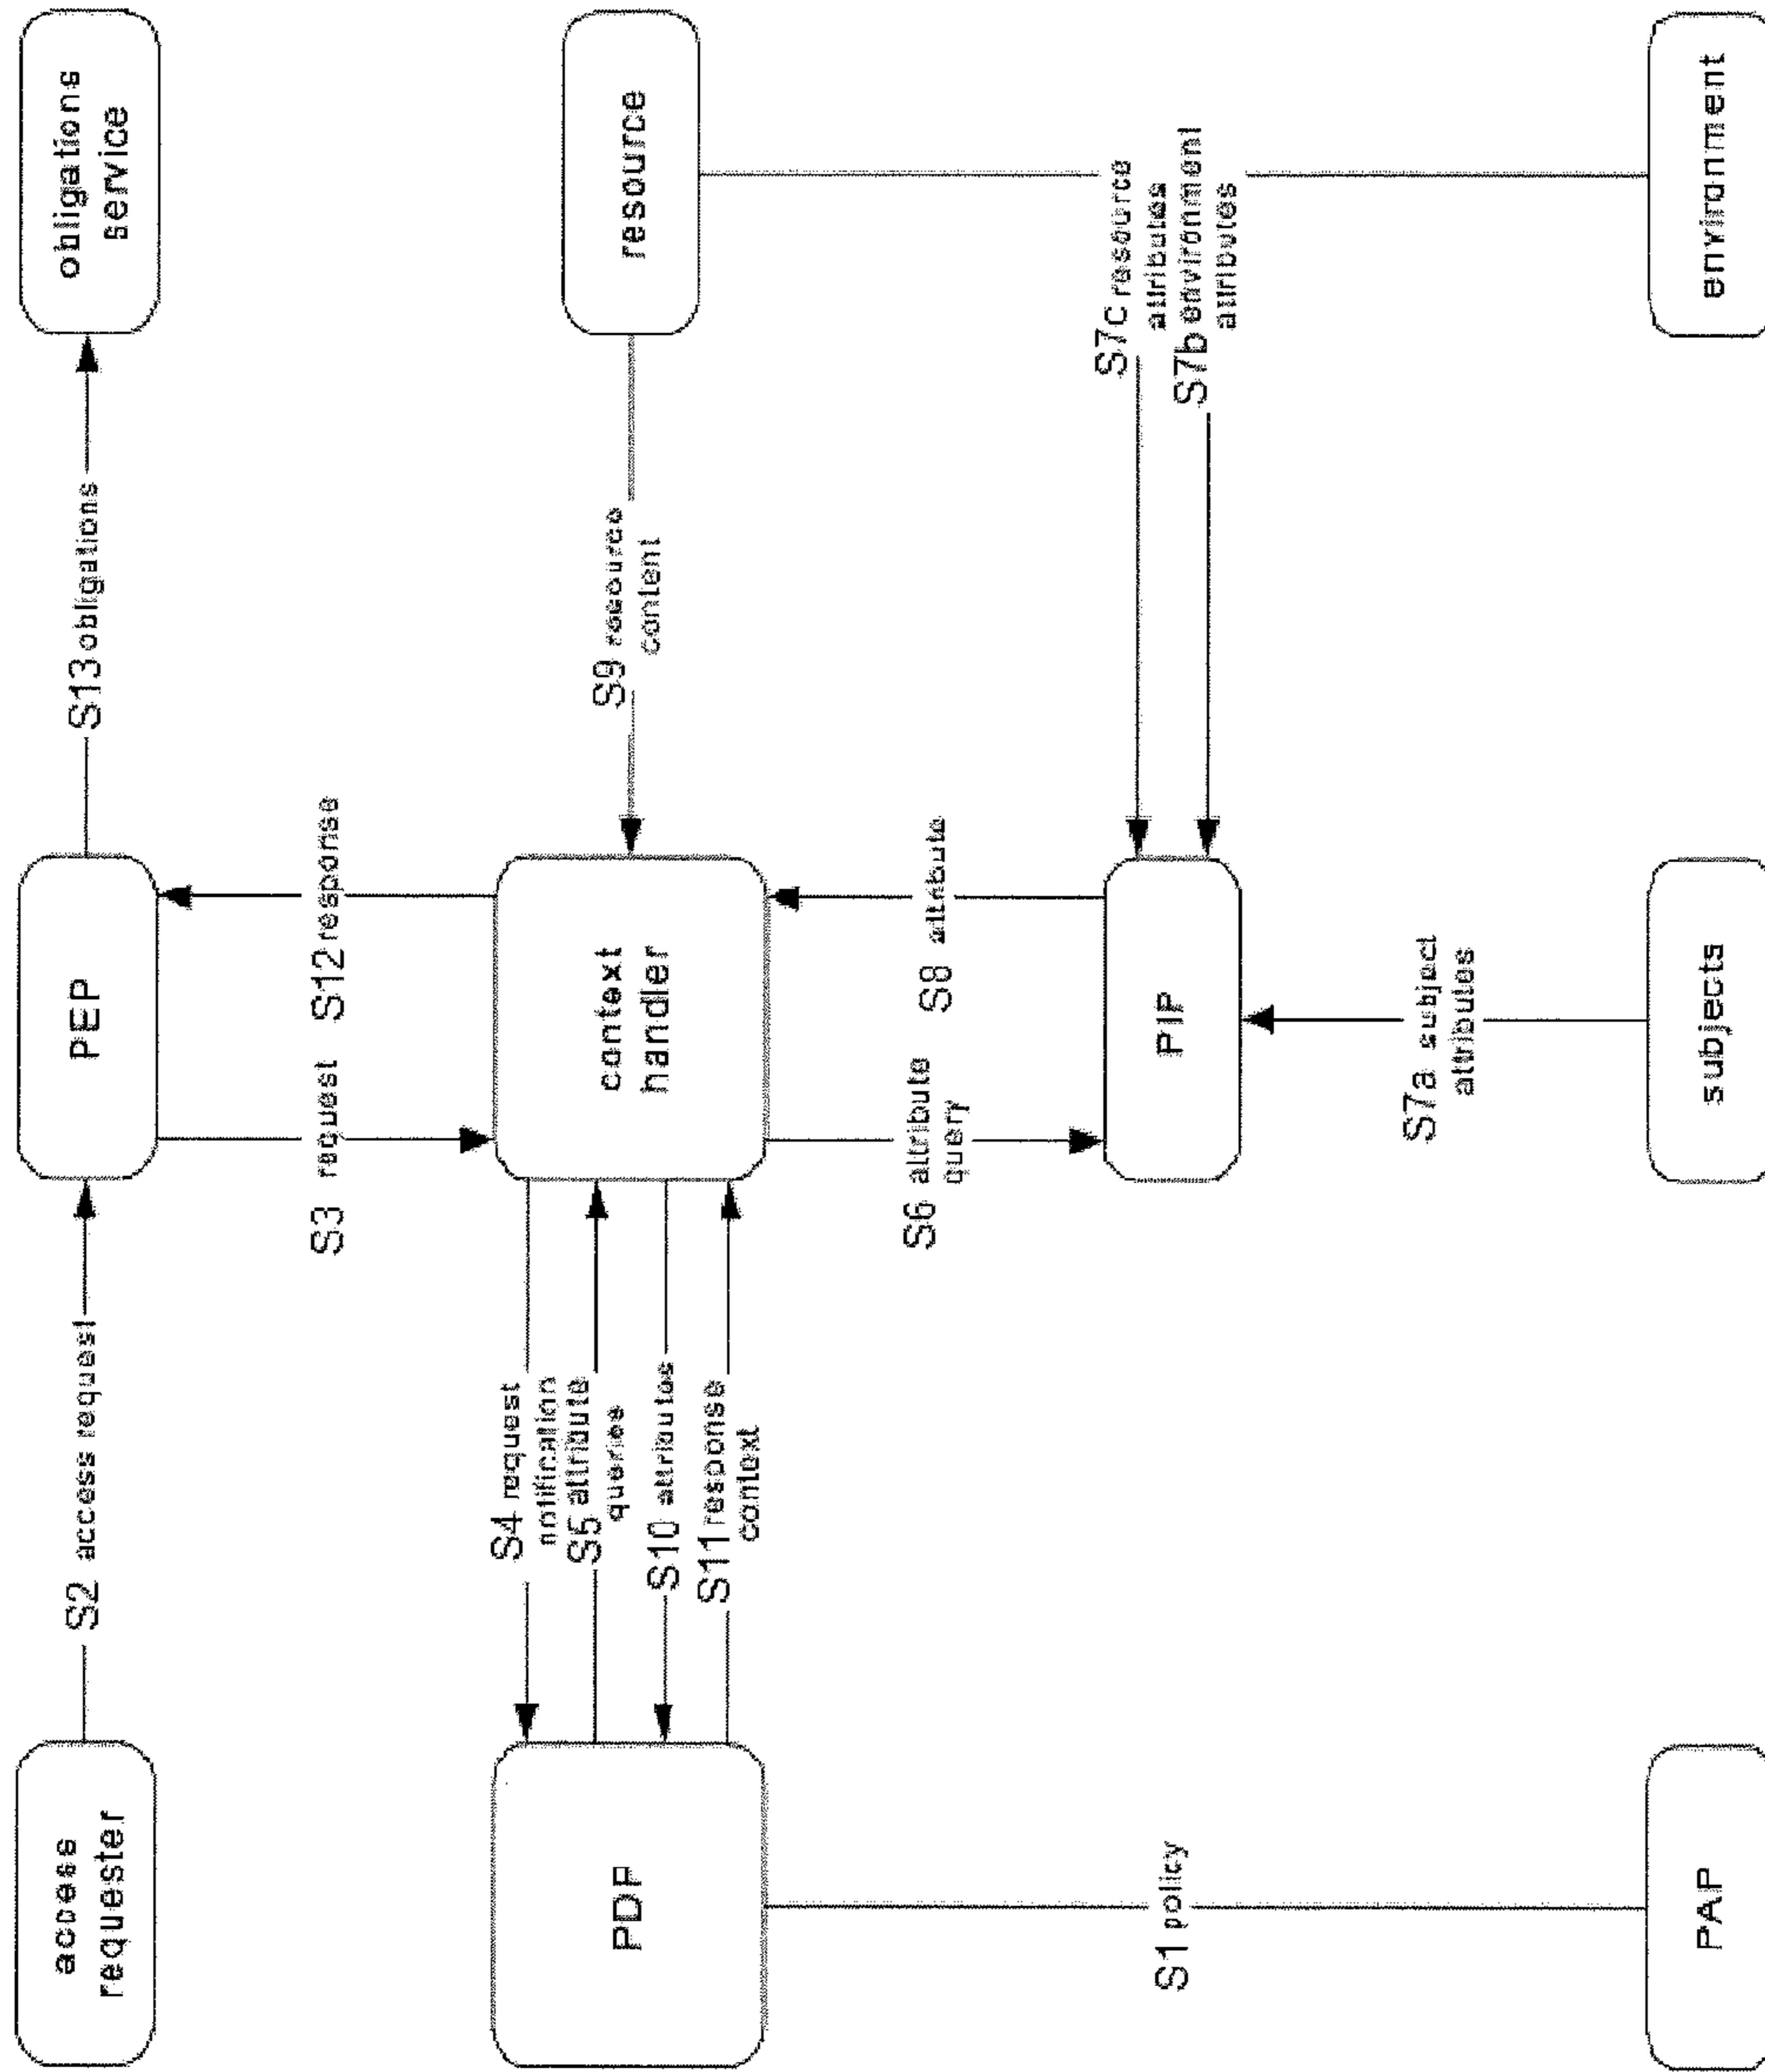 access
requester
S2 access request
PEP
S13 obligations
obligations
service
S3 request
S12 response
PDP
S4 request
notification
S5 attribute
queries
S10 attributes
S11 response
context
context
handler
S9 resource
content
resource
S6 attribute
query
S8 attribute
S1 policy
PIP
S7c resource
attributes
S7b environment
attributes
S7a subject
attributes
PAP
subjects
environment